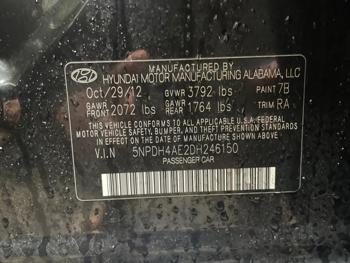 MANUFACTURED BY
HYUNDAI MOTOR MANUFACTURING ALABAMA, LLC
Oct/29/12 GVWR 3792 lbs PAINT 7B
GAWR FRONT 2072 lbs GAWR REAR 1764 lbs TRIM RA
THIS VEHICLE CONFORMS TO ALL APPLICABLE FEDERAL MOTOR VEHICLE
SAFETY, BUMPER, AND THEFT PREVENTION STANDARDS IN EFFECT ON THE
DATE OF MANUFACTURE SHOWN ABOVE.
V.I.N 5NPDH4AE2DH246150
PASSENGER CAR